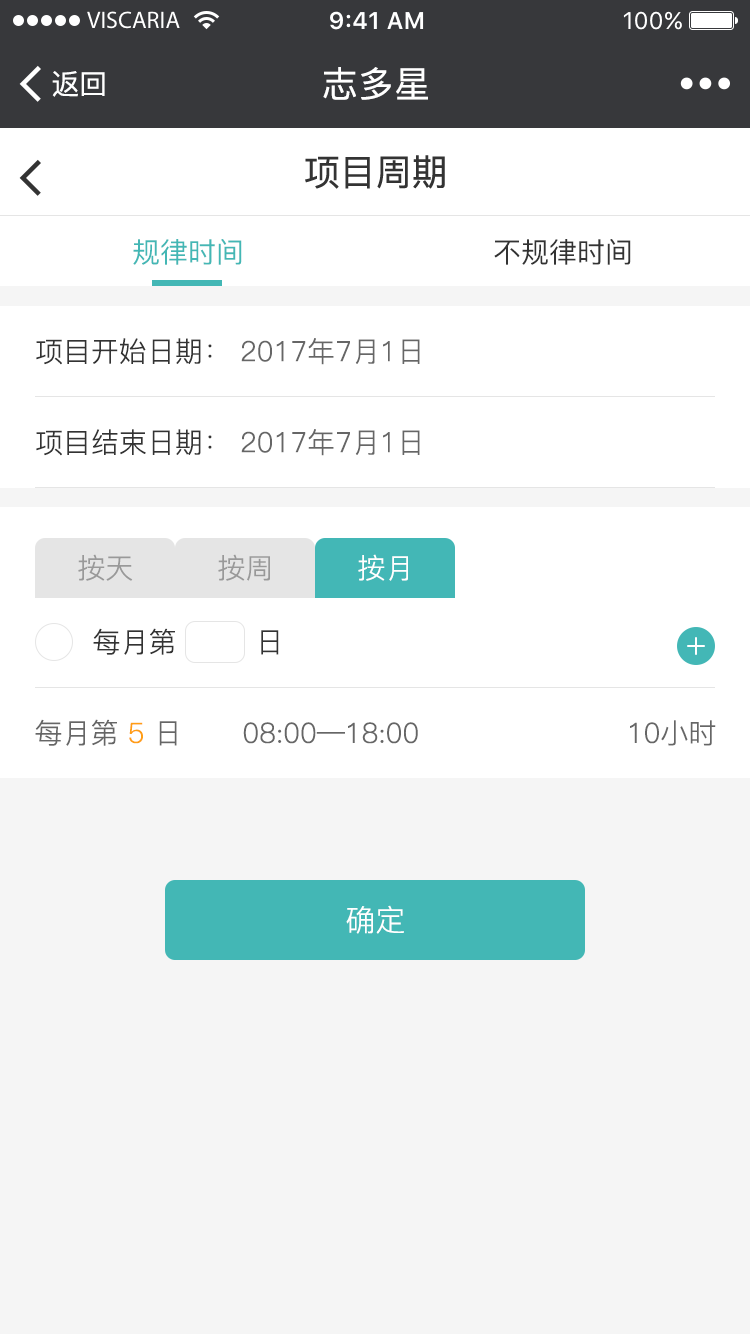 VISCARIA 9:41 AM 100%
返回 志多星
项目周期
规律时间 不规律时间
项目开始日期： 2017年7月1日
项目结束日期： 2017年7月1日
按天 按周 按月
每月第 日
每月第 5 日 08:00—18:00 10小时
确定